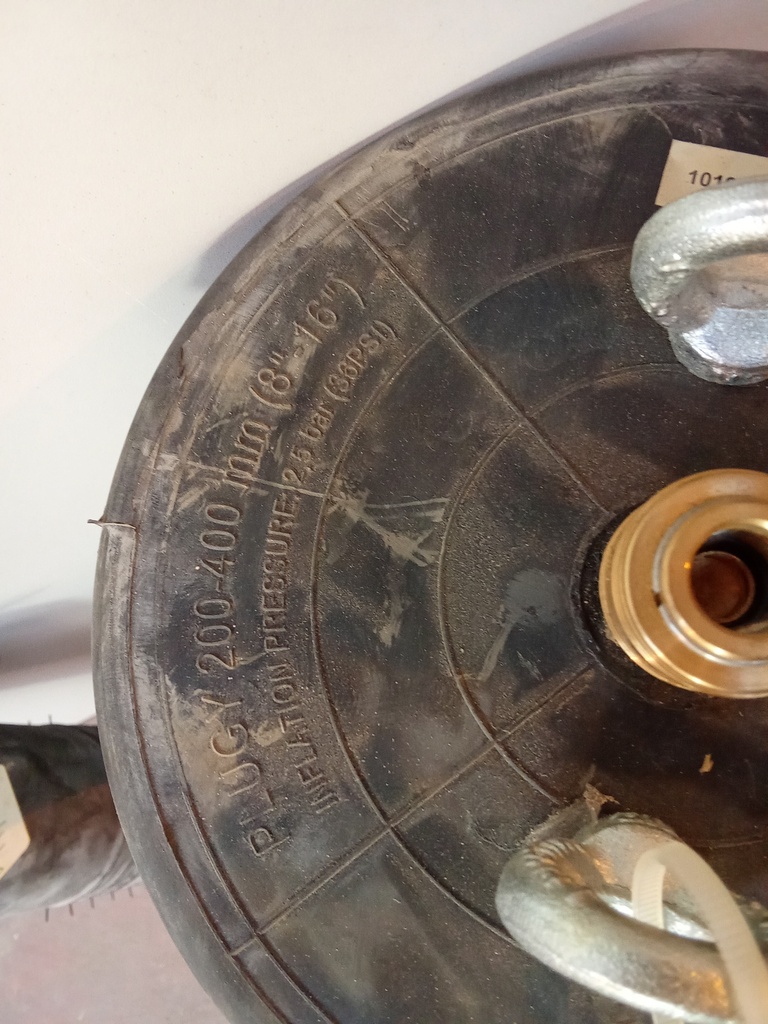 PLUGY 200-400 mm (8"-16")
INFLATION PRESSURE: 2,5 bar (36PSI)